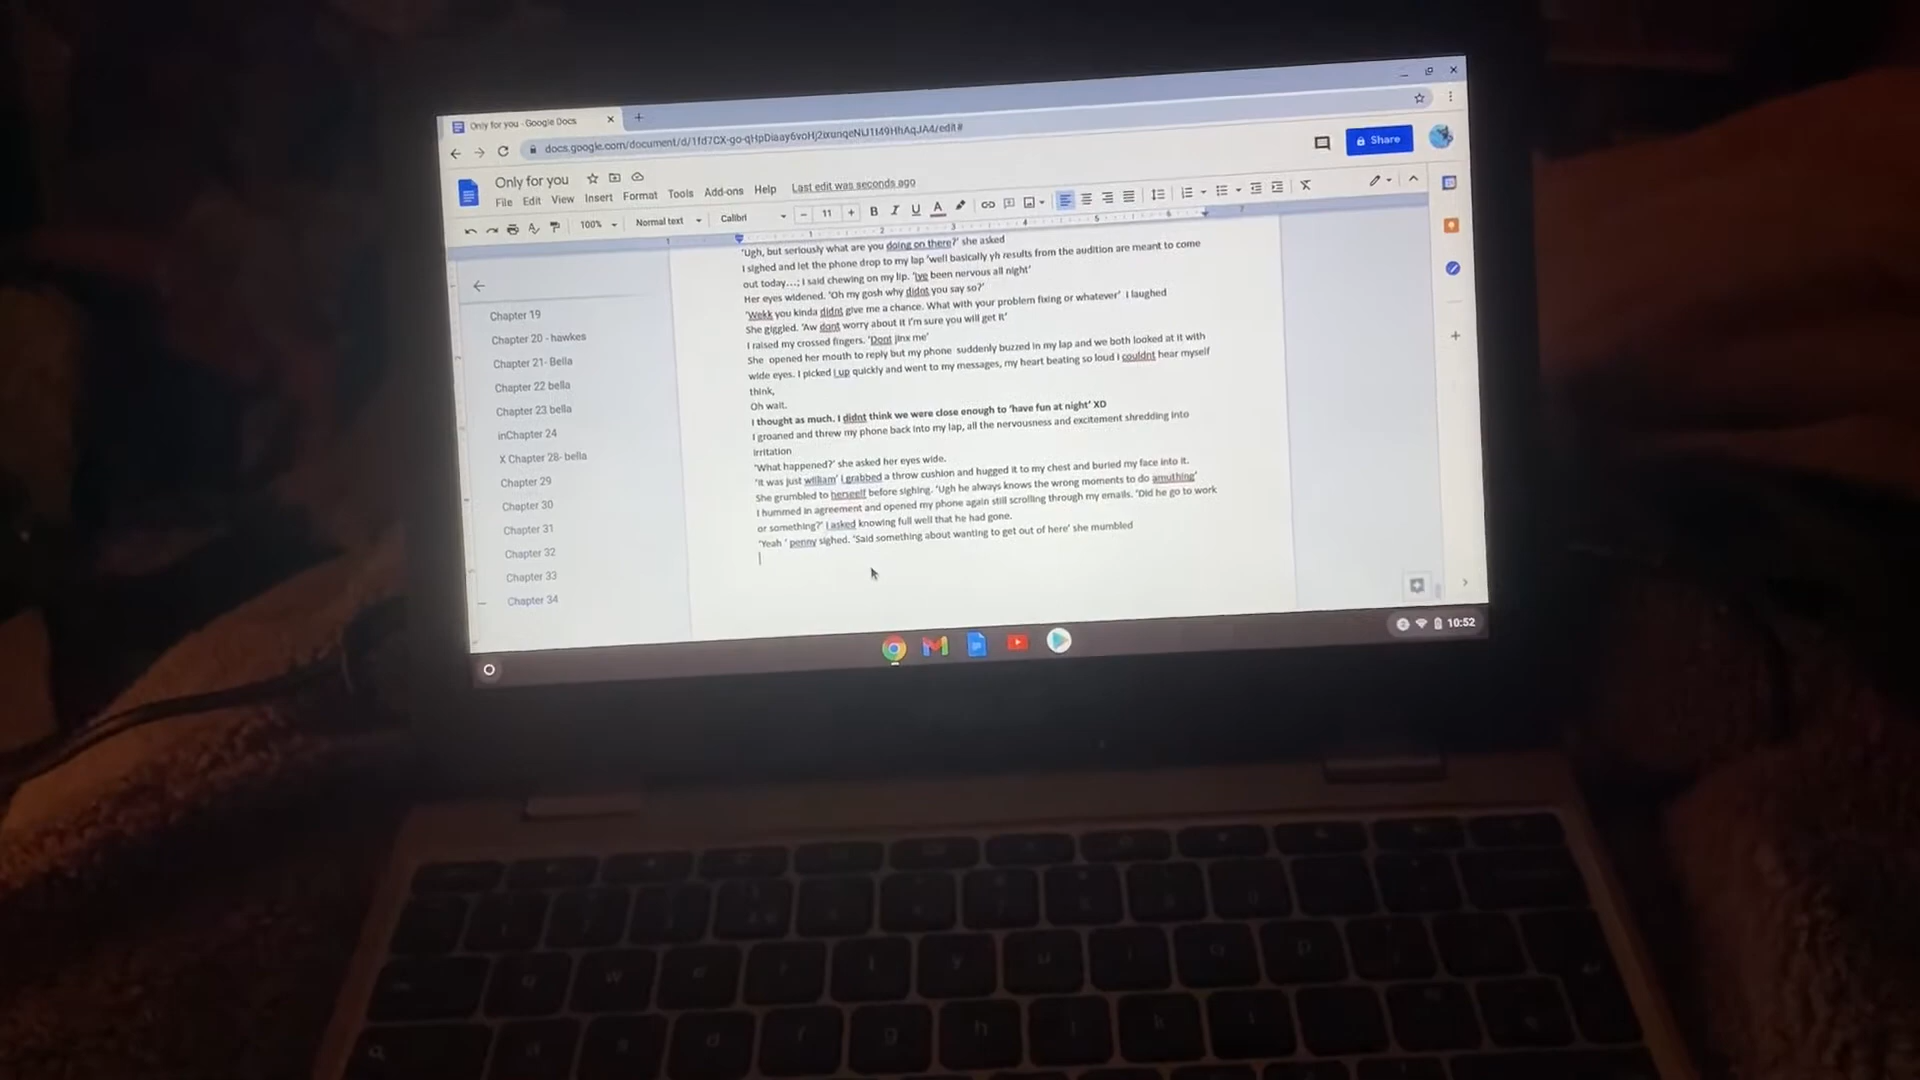 Only for you - Google Docs
docs.google.com/document/d/
Share
Only for you
File Edit View Insert Format Tools Add-ons Help Last edit was seconds ago
100% Normal text Calibri 11 B I U A
'Ugh, but seriously what are you doing on there?' she asked
I sighed and let the phone drop to my lap 'well basically yh results from the audition are meant to come
out today...; I said chewing on my lip. 'Ive been nervous all night'
Her eyes widened. 'Oh my gosh why didnt you say so?'
'Wekk you kinda didnt give me a chance. What with your problem fixing or whatever' I laughed
She giggled. 'Aw dont worry about it I'm sure you will get it'
I raised my crossed fingers. 'Dont jinx me'
She opened her mouth to reply but my phone suddenly buzzed in my lap and we both looked at it with
wide eyes. I picked i up quickly and went to my messages, my heart beating so loud i couldnt hear myself
think,
Oh wait.
I thought as much. I didnt think we were close enough to 'have fun at night' XD
I groaned and threw my phone back into my lap, all the nervousness and excitement shredding into
irritation
'What happened?' she asked her eyes wide.
'it was just william' I grabbed a throw cushion and hugged it to my chest and buried my face into it.
She grumbled to herself before sighing. 'Ugh he always knows the wrong moments to do amuthing'
I hummed in agreement and opened my phone again still scrolling through my emails. 'Did he go to work
or something?' I asked knowing full well that he had gone.
'Yeah ' penny sighed. 'Said something about wanting to get out of here' she mumbled
Chapter 19
Chapter 20 - hawkes
Chapter 21- Bella
Chapter 22 bella
Chapter 23 bella
inChapter 24
X Chapter 28- bella
Chapter 29
Chapter 30
Chapter 31
Chapter 32
Chapter 33
Chapter 34
10:52